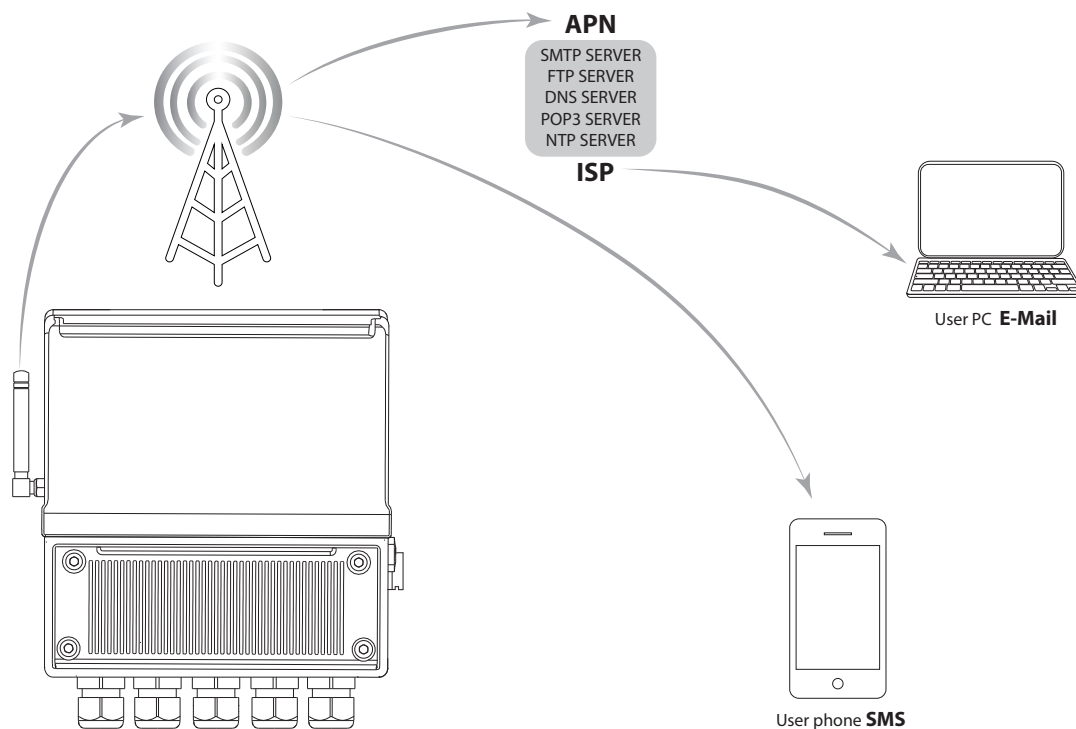 APN
SMTP SERVER
FTP SERVER
DNS SERVER
POP3 SERVER
NTP SERVER
ISP
User PC E-Mail
User phone SMS